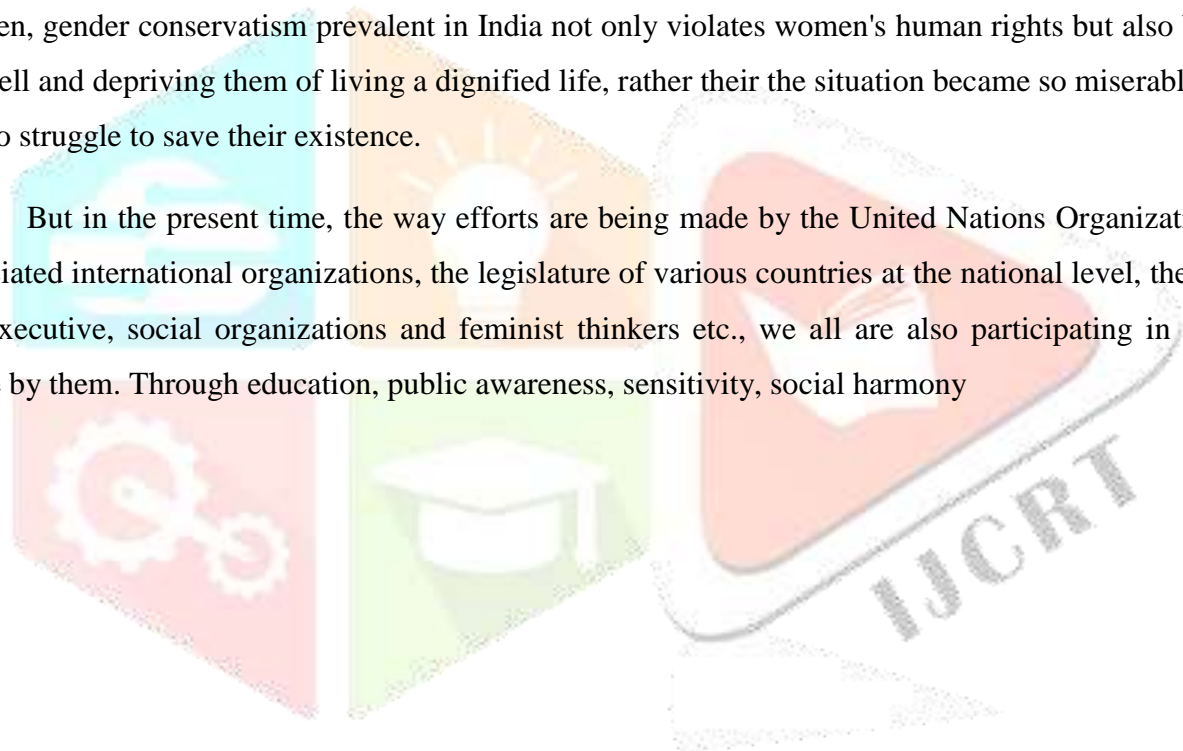 en, gender conservatism prevalent in India not only violates women's human rights but also
ell and depriving them of living a dignified life, rather their the situation became so miserabl
o struggle to save their existence.
But in the present time, the way efforts are being made by the United Nations Organizati
iated international organizations, the legislature of various countries at the national level, the
xecutive, social organizations and feminist thinkers etc., we all are also participating in
by them. Through education, public awareness, sensitivity, social harmony
IJCRT